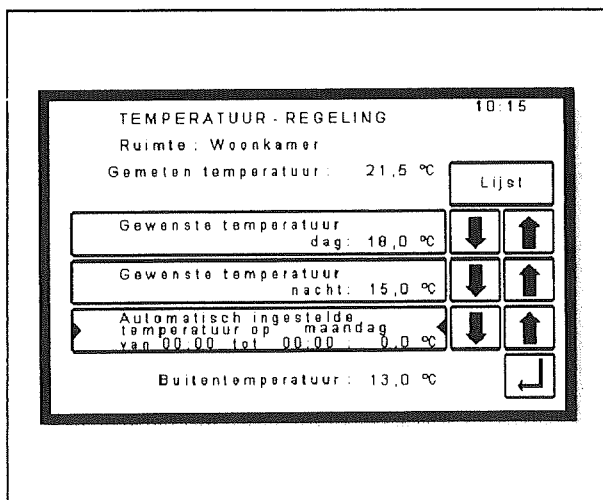 10:15
TEMPERATUUR - REGELING
Ruimte : Woonkamer
Gemeten temperatuur : 21,5 °C
Lijst
Gewenste temperatuur
dag: 18,0 °C
Gewenste temperatuur
nacht: 15,0 °C
Automatisch ingestelde
temperatuur op maandag
van 00:00 tot 00:00 : 0,0 °C
Buitentemperatuur : 13,0 °C